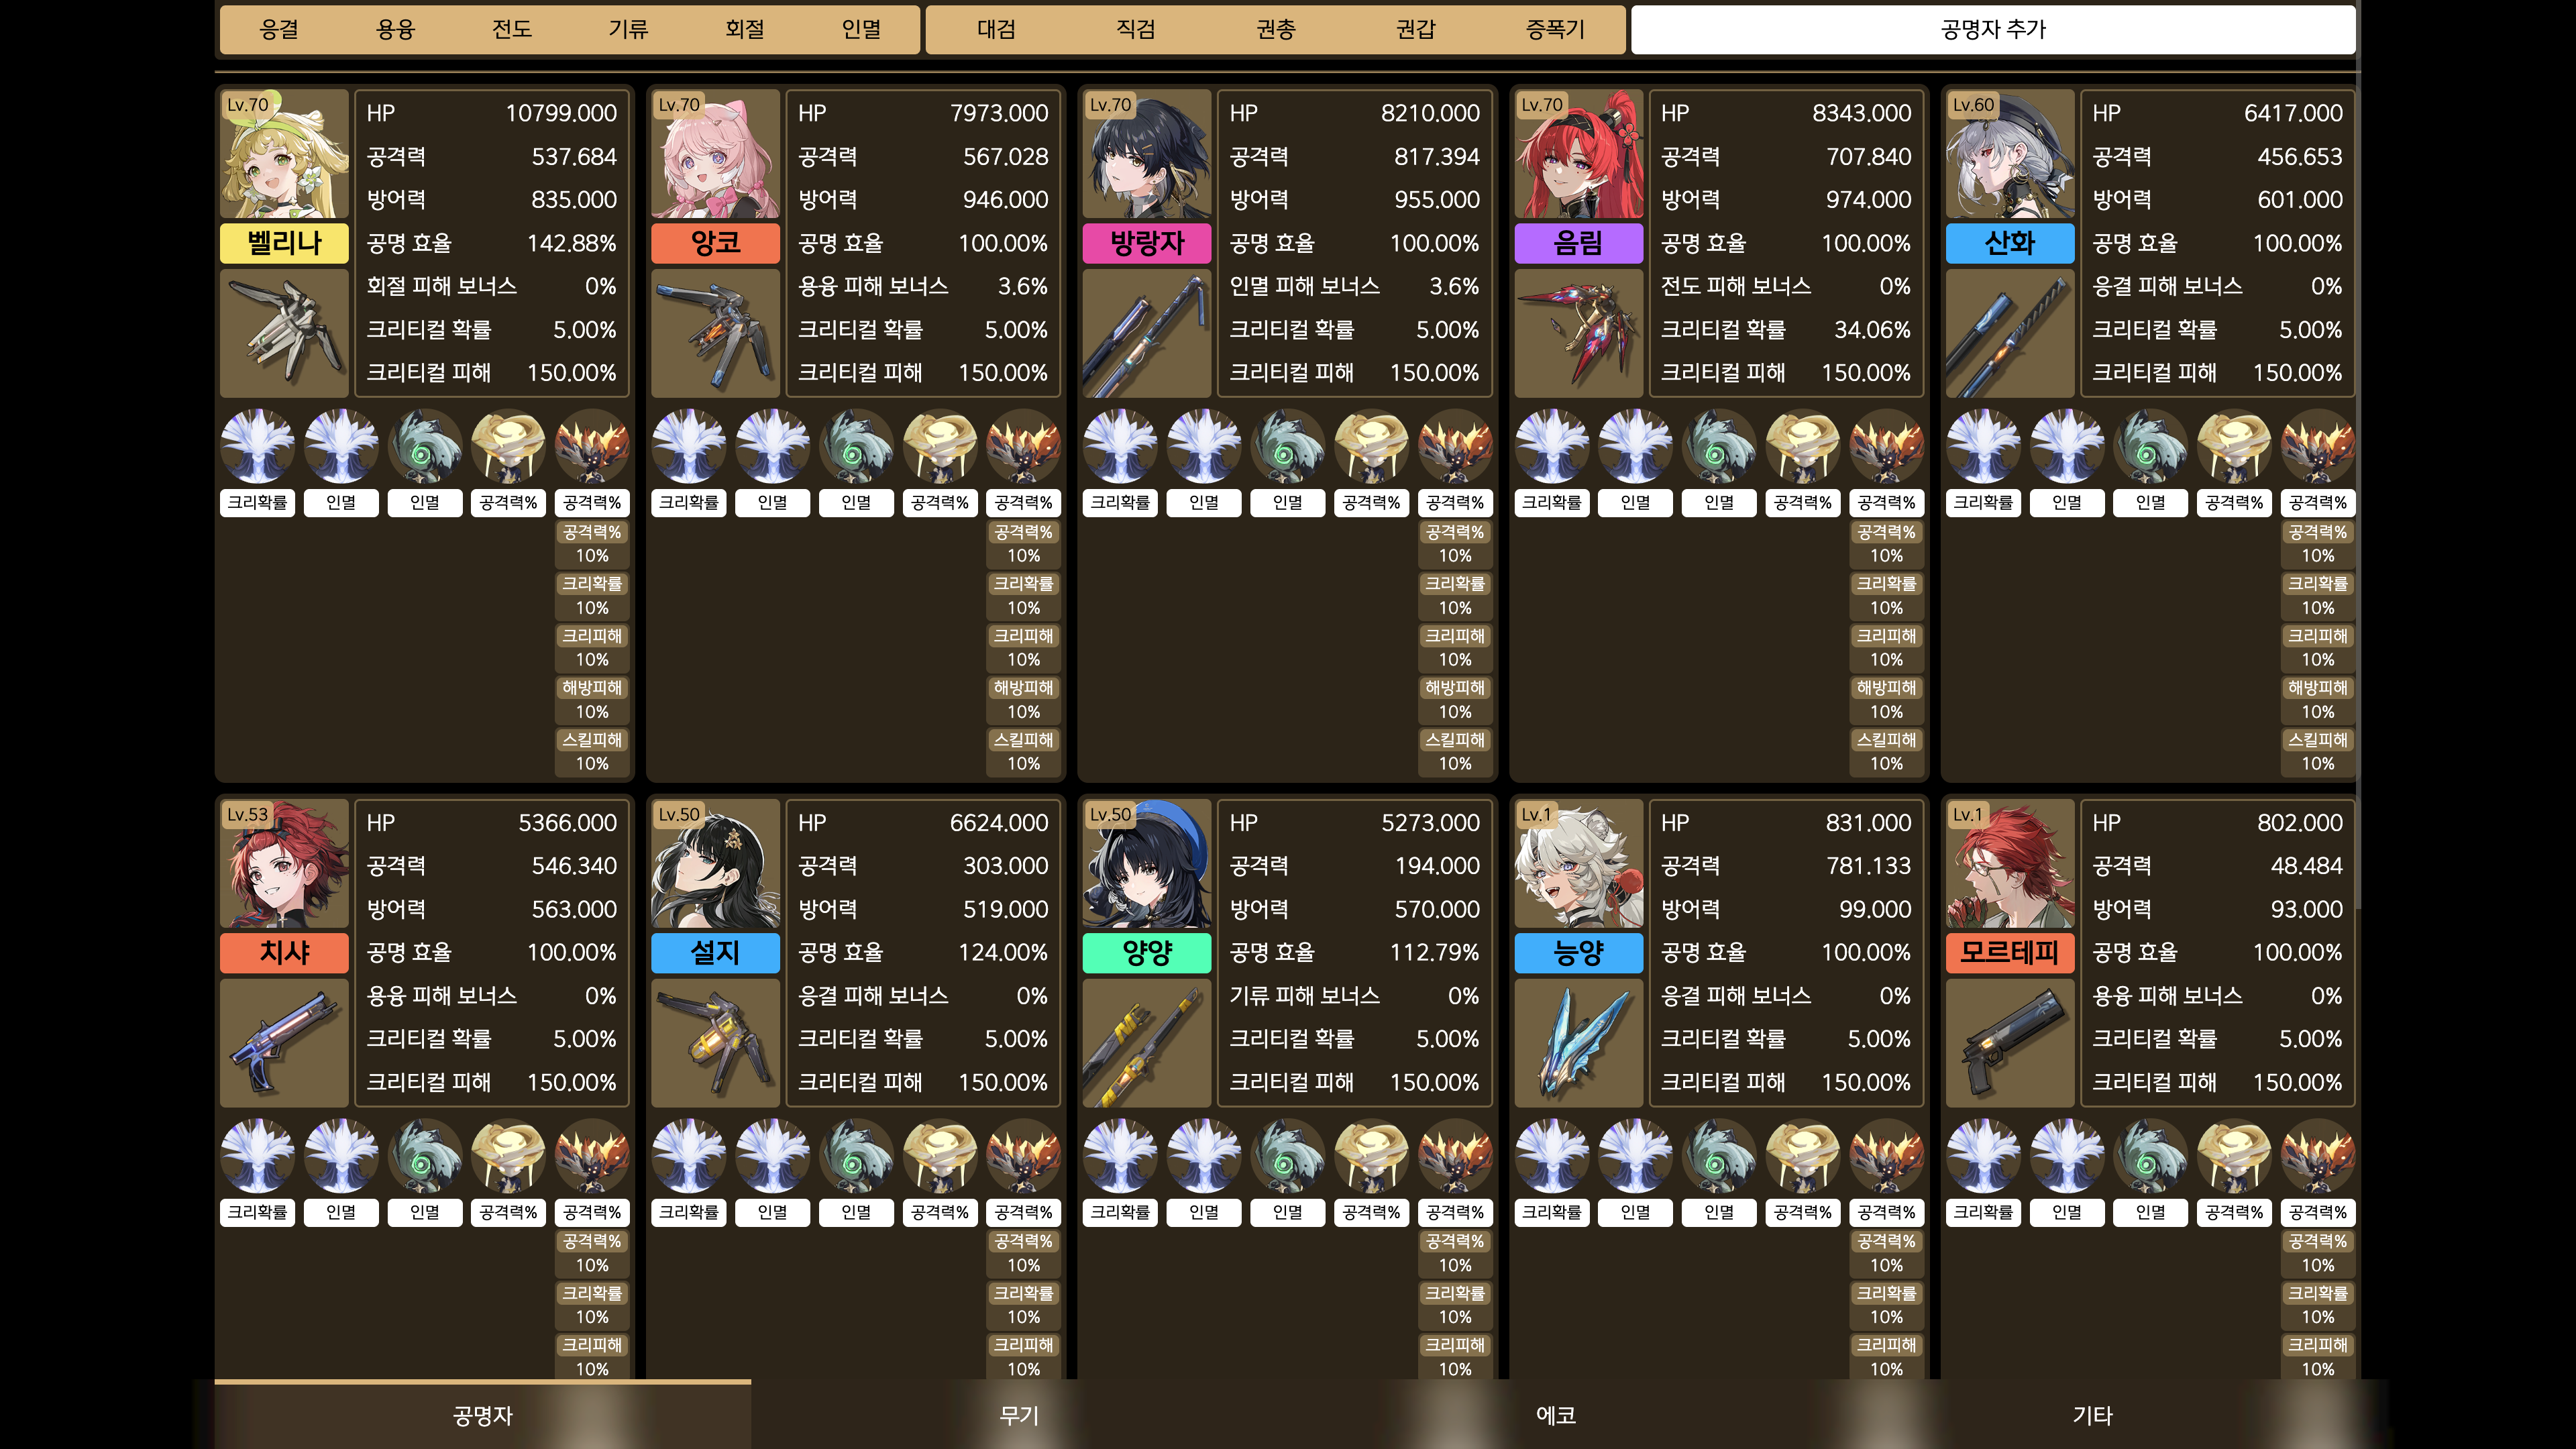 응결 용융 전도 기류 회절 인멸 대검 직검 권총 권갑 증폭기 공명자 추가
Lv.70
벨리나
HP 10799.000
공격력 537.684
방어력 835.000
공명 효율 142.88%
회절 피해 보너스 0%
크리티컬 확률 5.00%
크리티컬 피해 150.00%
크리확률 인멸 인멸 공격력% 공격력%
공격력%
10%
크리확률
10%
크리피해
10%
해방피해
10%
스킬피해
10%
Lv.70
앙코
HP 7973.000
공격력 567.028
방어력 946.000
공명 효율 100.00%
용융 피해 보너스 3.6%
크리티컬 확률 5.00%
크리티컬 피해 150.00%
크리확률 인멸 인멸 공격력% 공격력%
공격력%
10%
크리확률
10%
크리피해
10%
해방피해
10%
스킬피해
10%
Lv.70
방랑자
HP 8210.000
공격력 817.394
방어력 955.000
공명 효율 100.00%
인멸 피해 보너스 3.6%
크리티컬 확률 5.00%
크리티컬 피해 150.00%
크리확률 인멸 인멸 공격력% 공격력%
공격력%
10%
크리확률
10%
크리피해
10%
해방피해
10%
스킬피해
10%
Lv.70
음림
HP 8343.000
공격력 707.840
방어력 974.000
공명 효율 100.00%
전도 피해 보너스 0%
크리티컬 확률 34.06%
크리티컬 피해 150.00%
크리확률 인멸 인멸 공격력% 공격력%
공격력%
10%
크리확률
10%
크리피해
10%
해방피해
10%
스킬피해
10%
Lv.60
산화
HP 6417.000
공격력 456.653
방어력 601.000
공명 효율 100.00%
응결 피해 보너스 0%
크리티컬 확률 5.00%
크리티컬 피해 150.00%
크리확률 인멸 인멸 공격력% 공격력%
공격력%
10%
크리확률
10%
크리피해
10%
해방피해
10%
스킬피해
10%
Lv.53
치샤
HP 5366.000
공격력 546.340
방어력 563.000
공명 효율 100.00%
용융 피해 보너스 0%
크리티컬 확률 5.00%
크리티컬 피해 150.00%
크리확률 인멸 인멸 공격력% 공격력%
공격력%
10%
크리확률
10%
크리피해
10%
Lv.50
설지
HP 6624.000
공격력 303.000
방어력 519.000
공명 효율 124.00%
응결 피해 보너스 0%
크리티컬 확률 5.00%
크리티컬 피해 150.00%
크리확률 인멸 인멸 공격력% 공격력%
공격력%
10%
크리확률
10%
크리피해
10%
Lv.50
양양
HP 5273.000
공격력 194.000
방어력 570.000
공명 효율 112.79%
기류 피해 보너스 0%
크리티컬 확률 5.00%
크리티컬 피해 150.00%
크리확률 인멸 인멸 공격력% 공격력%
공격력%
10%
크리확률
10%
크리피해
10%
Lv.1
능양
HP 831.000
공격력 781.133
방어력 99.000
공명 효율 100.00%
응결 피해 보너스 0%
크리티컬 확률 5.00%
크리티컬 피해 150.00%
크리확률 인멸 인멸 공격력% 공격력%
공격력%
10%
크리확률
10%
크리피해
10%
Lv.1
모르테피
HP 802.000
공격력 48.484
방어력 93.000
공명 효율 100.00%
용융 피해 보너스 0%
크리티컬 확률 5.00%
크리티컬 피해 150.00%
크리확률 인멸 인멸 공격력% 공격력%
공격력%
10%
크리확률
10%
크리피해
10%
공명자 무기 에코 기타